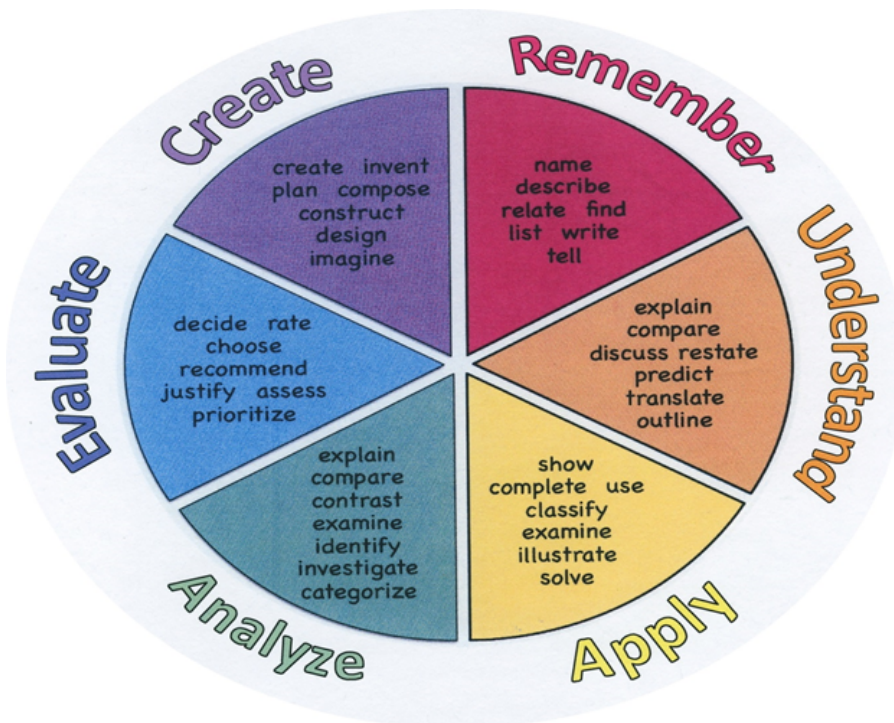 Remember
name
describe
relate find
list write
tell
Understand
explain
compare
discuss restate
predict
translate
outline
Apply
show
complete use
classify
examine
illustrate
solve
Analyze
explain
compare
contrast
examine
identify
investigate
categorize
Evaluate
decide rate
choose
recommend
justify assess
prioritize
Create
create invent
plan compose
construct
design
imagine